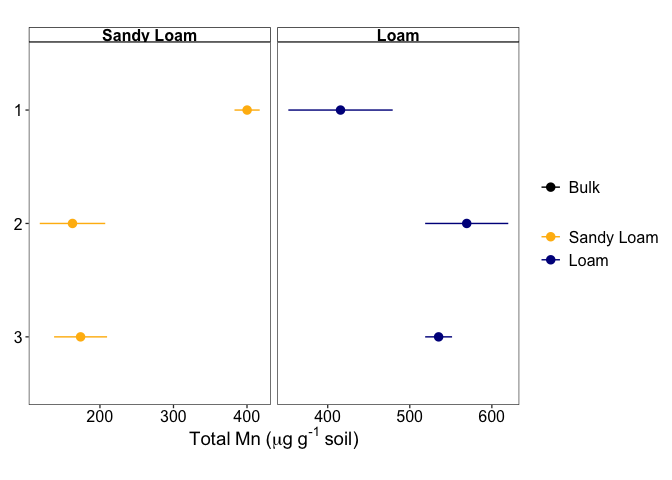 Sandy Loam
Loam
1
2
3
200 300 400
400 500 600
Total Mn (μg g⁻¹ soil)
Bulk
Sandy Loam
Loam